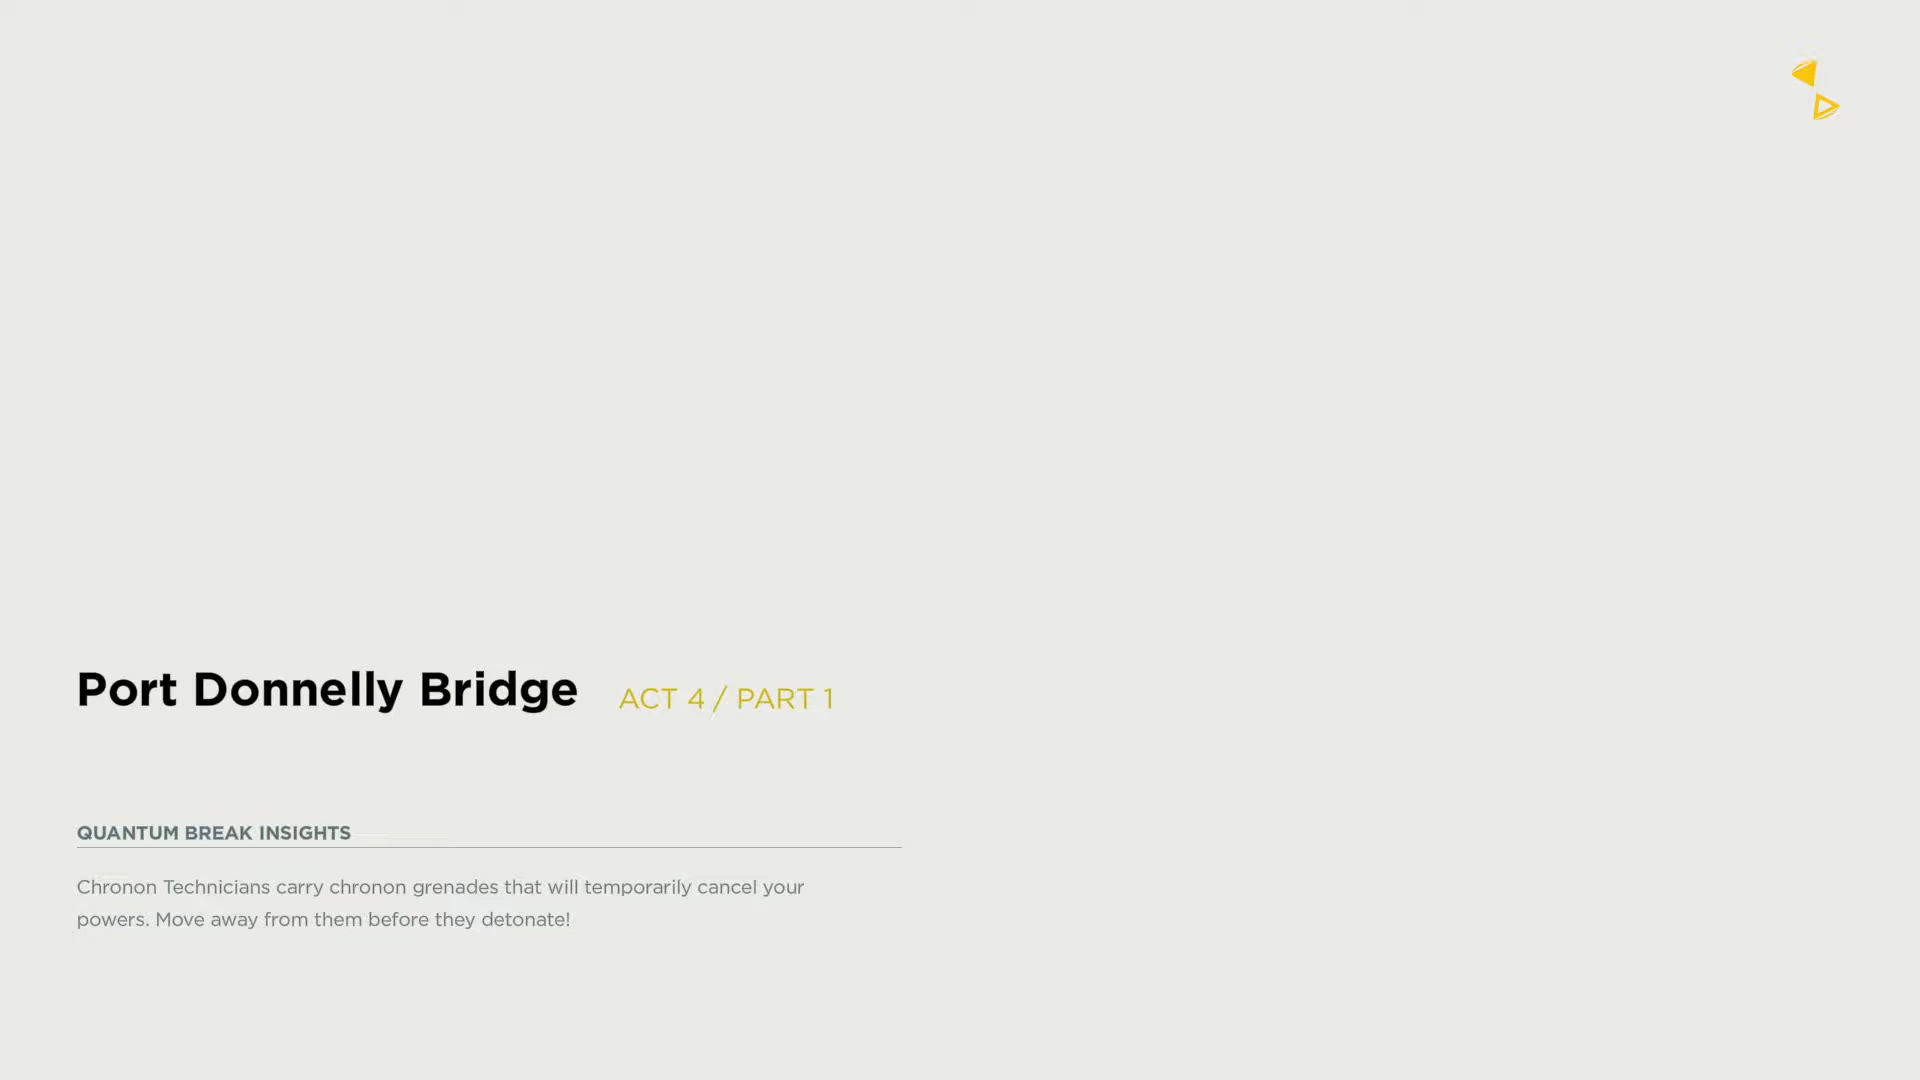 Port Donnelly Bridge ACT 4 / PART 1
QUANTUM BREAK INSIGHTS
Chronon Technicians carry chronon grenades that will temporarily cancel your
powers. Move away from them before they detonate!